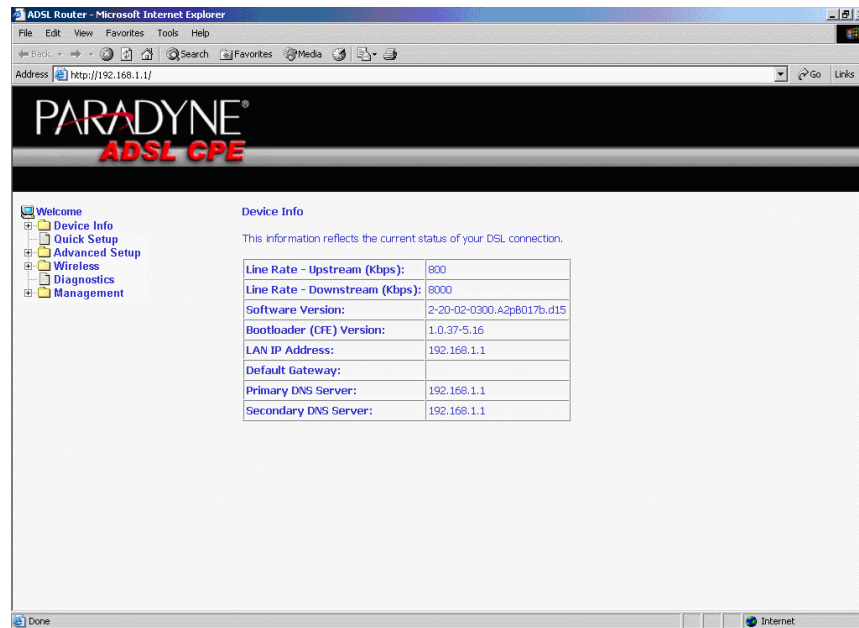 ADSL Router - Microsoft Internet Explorer
File Edit View Favorites Tools Help
Back Search Favorites Media
Address http://192.168.1.1/ Go Links
PARADYNE®
ADSL CPE
Welcome
Device Info
Quick Setup
Advanced Setup
Wireless
Diagnostics
Management
Device Info
This information reflects the current status of your DSL connection.
Line Rate - Upstream (Kbps): 800
Line Rate - Downstream (Kbps): 8000
Software Version: 2-20-02-0300.A2pB017b.d15
Bootloader (CFE) Version: 1.0.37-5.16
LAN IP Address: 192.168.1.1
Default Gateway:
Primary DNS Server: 192.168.1.1
Secondary DNS Server: 192.168.1.1
Done Internet